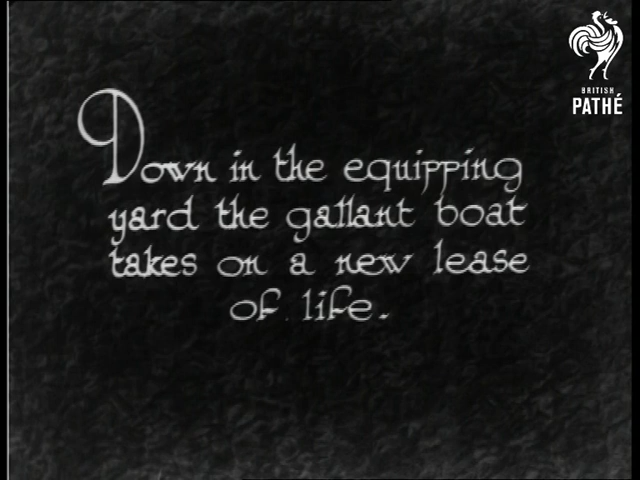 BRITISH
PATHÉ
Down in the equipping
yard the gallant boat
takes on a new lease
of life.